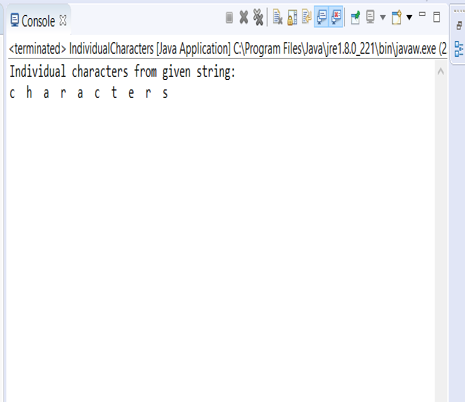 Console
<terminated> IndividualCharacters [Java Application] C:\Program Files\Java\jre1.8.0_221\bin\javaw.exe (2
Individual characters from given string:
c h a r a c t e r s